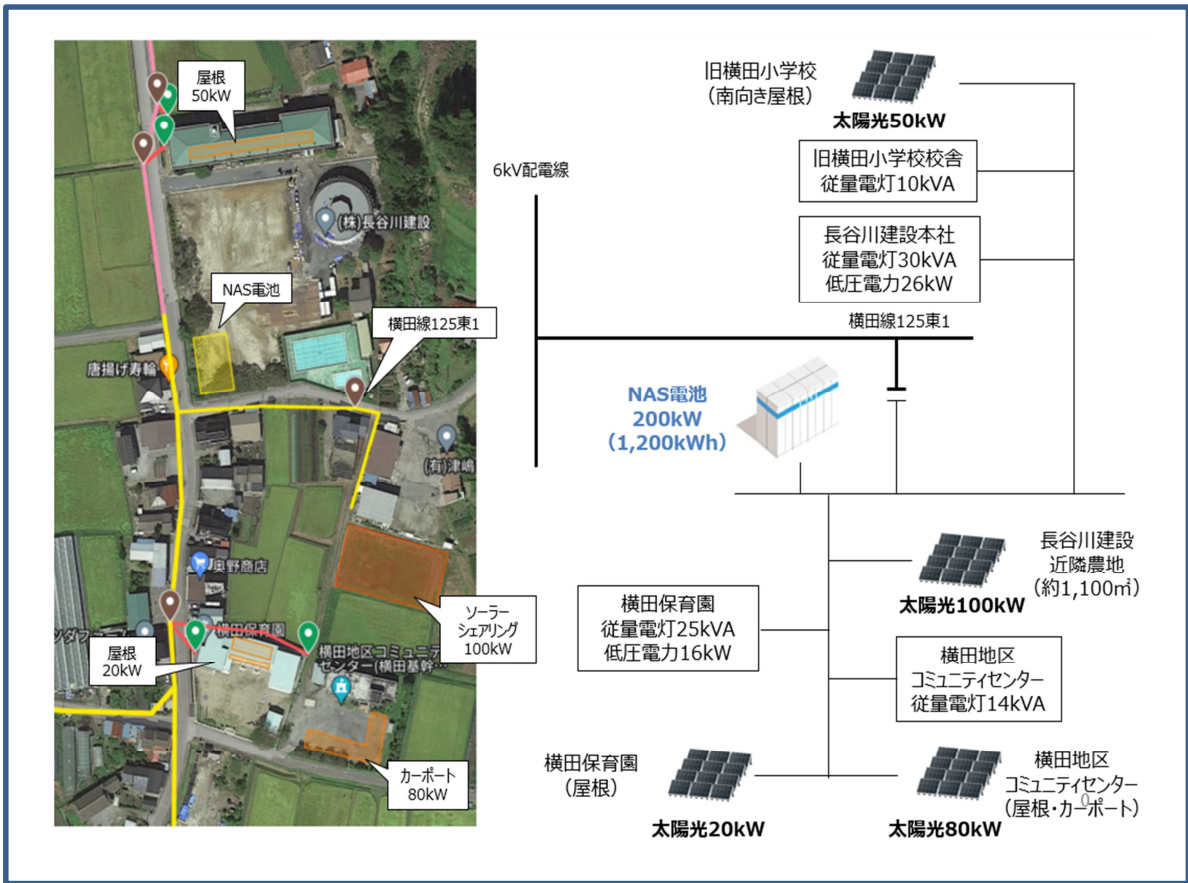 屋根
50kW
(株)長谷川建設
NAS電池
横田線125東1
唐揚げ寿輪
(有)津嶋
奥野商店
横田保育園
屋根
20kW
横田地区コミュニテ
センター(横田基幹…
ソーラー
シェアリング
100kW
カーポート
80kW
旧横田小学校
(南向き屋根)
太陽光50kW
旧横田小学校校舎
従量電灯10kVA
6kV配電線
長谷川建設本社
従量電灯30kVA
低圧電力26kW
横田線125東1
NAS電池
200kW
(1,200kWh)
長谷川建設
近隣農地
(約1,100㎡)
太陽光100kW
横田保育園
従量電灯25kVA
低圧電力16kW
横田地区
コミュニティセンター
従量電灯14kVA
横田保育園
(屋根)
太陽光20kW
横田地区
コミュニティセンター
(屋根・カーポート)
0
太陽光80kW